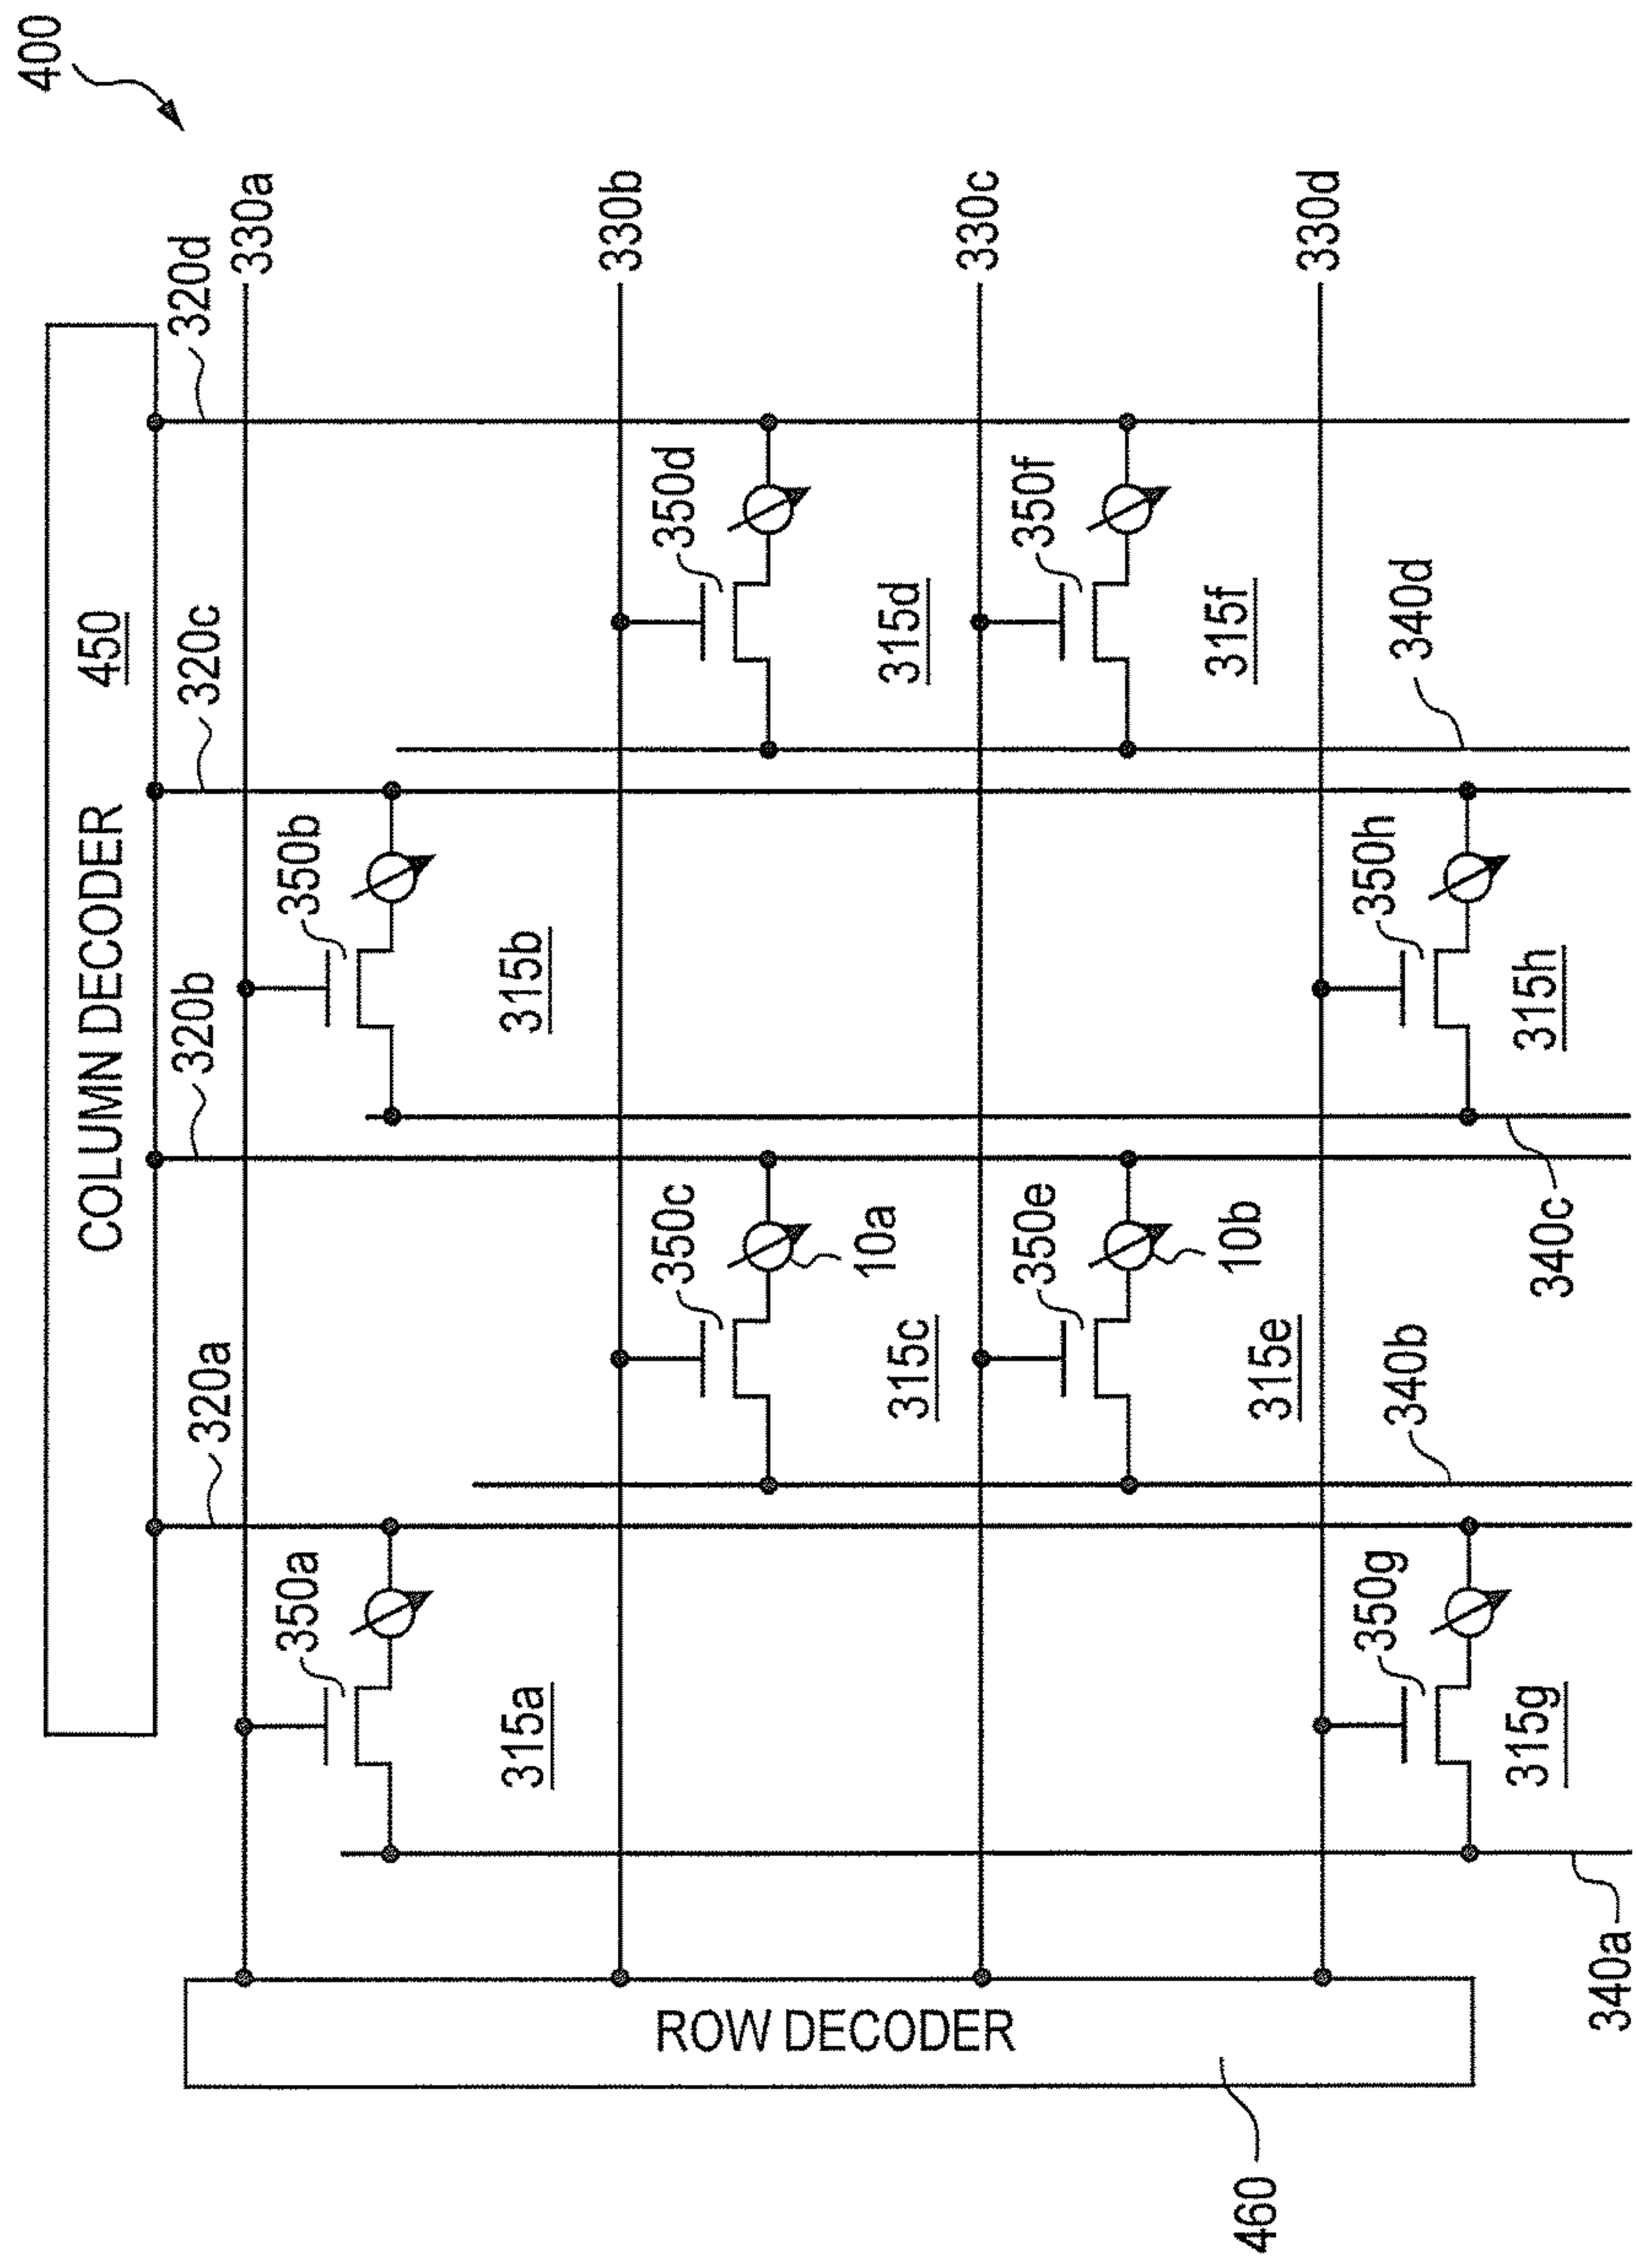 400
COLUMN DECODER 450
320a
320b
320c
320d
330a
350a
350b
315a
315b
330b
350c
350d
10a
315c
315d
330c
350e
350f
10b
315e
315f
330d
340b
340d
350g
350h
315g
315h
340a
340c
ROW DECODER
460